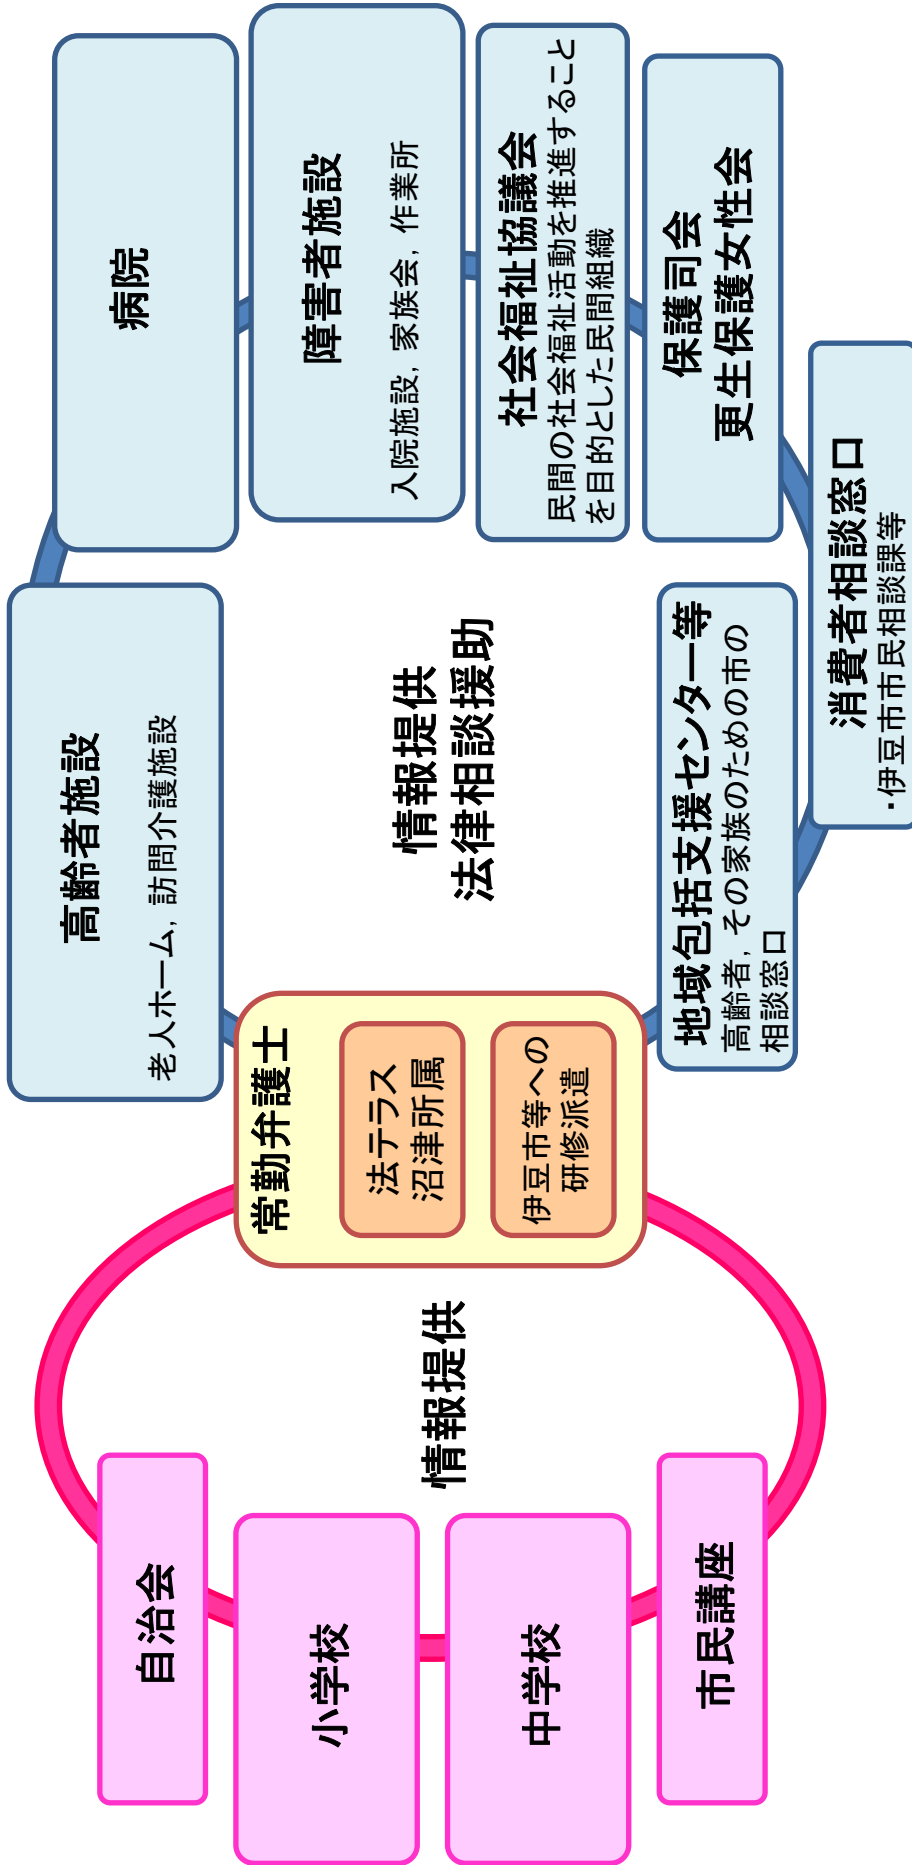 自治会
小学校
中学校
市民講座
情報提供
常勤弁護士
法テラス
沼津所属
伊豆市等への
研修派遣
情報提供
法律相談援助
高齢者施設
老人ホーム，訪問介護施設
病院
障害者施設
入院施設，家族会，作業所
社会福祉協議会
民間の社会福祉活動を推進すること
を目的とした民間組織
保護司会
更生保護女性会
地域包括支援センター等
高齢者，その家族のための市の
相談窓口
消費者相談窓口
・伊豆市市民相談課等